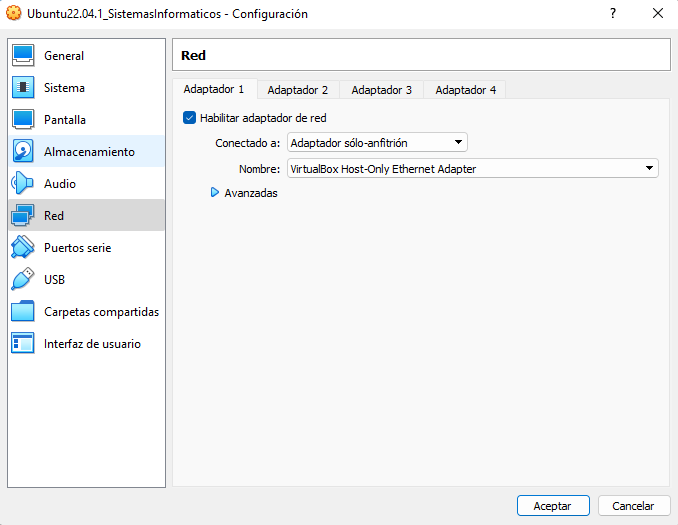 Ubuntu22.04.1_SistemasInformaticos - Configuración
?
General
Sistema
Pantalla
Almacenamiento
Audio
Red
Puertos serie
USB
Carpetas compartidas
Interfaz de usuario
Red
Adaptador 1
Adaptador 2
Adaptador 3
Adaptador 4
Habilitar adaptador de red
Conectado a: Adaptador sólo-anfitrión
Nombre: VirtualBox Host-Only Ethernet Adapter
Avanzadas
Aceptar
Cancelar